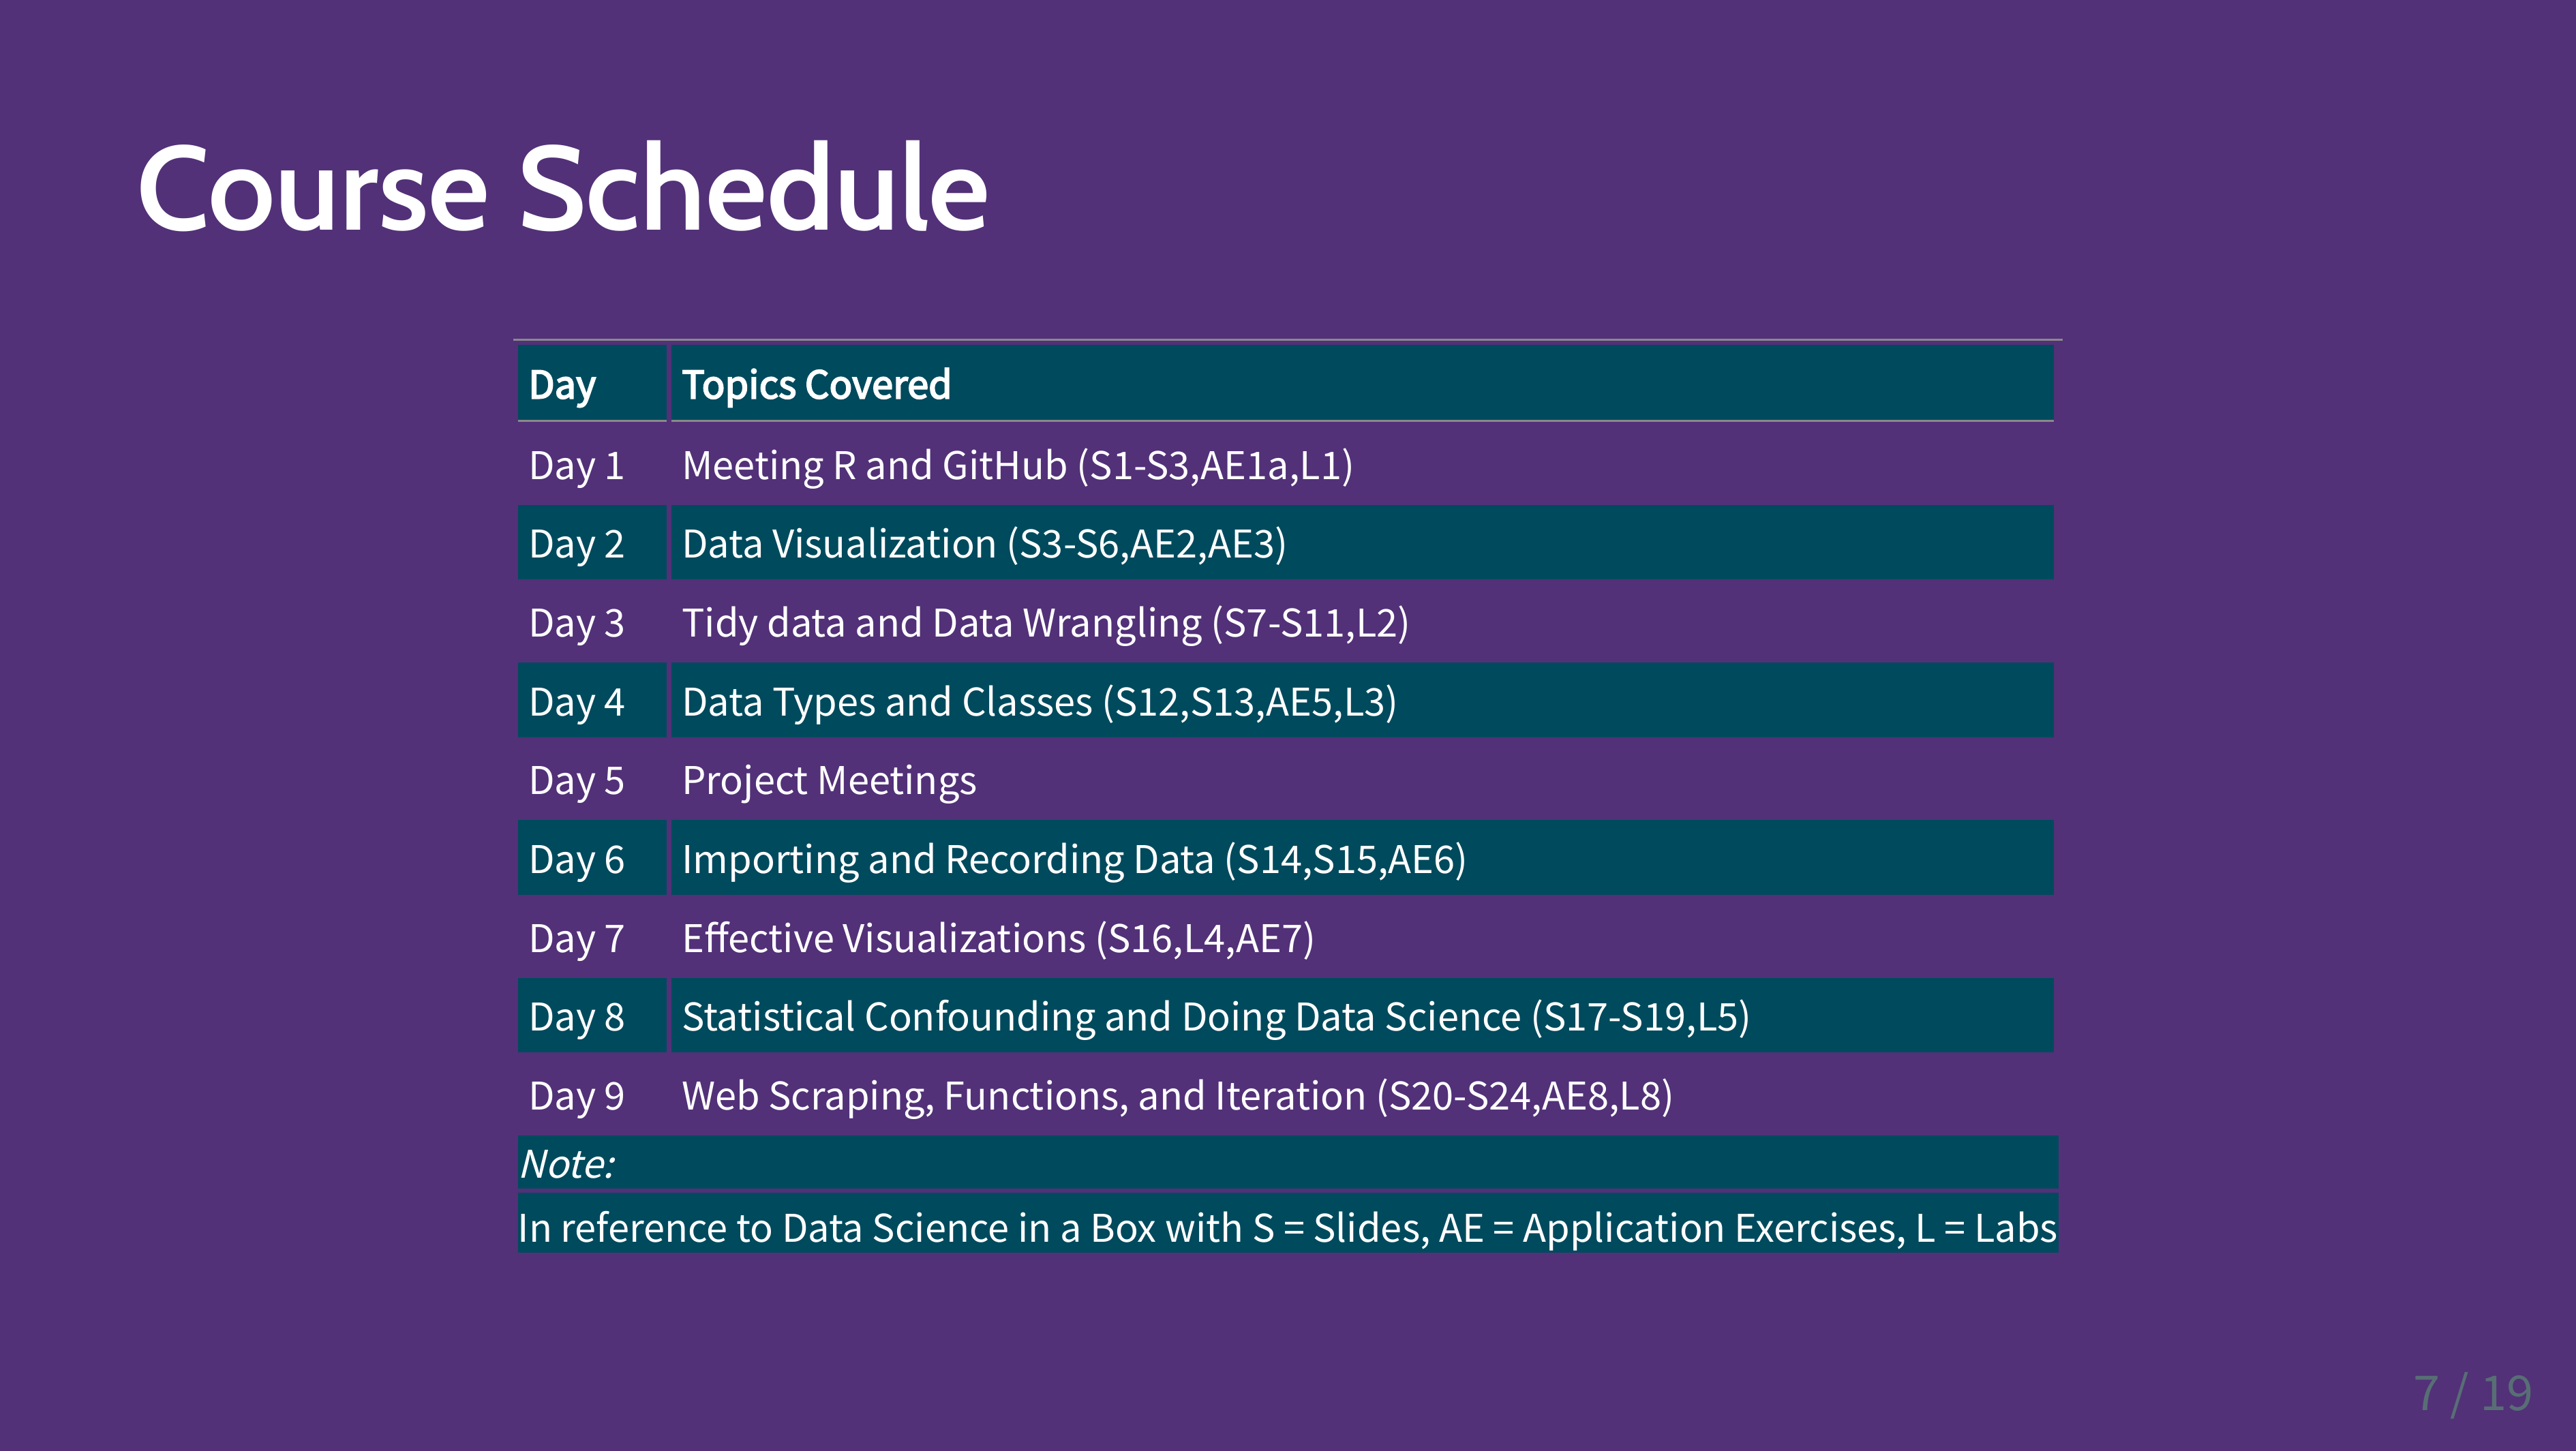 Course Schedule
Day Topics Covered
Day 1 Meeting R and GitHub (S1-S3,AE1a,L1)
Day 2 Data Visualization (S3-S6,AE2,AE3)
Day 3 Tidy data and Data Wrangling (S7-S11,L2)
Day 4 Data Types and Classes (S12,S13,AE5,L3)
Day 5 Project Meetings
Day 6 Importing and Recording Data (S14,S15,AE6)
Day 7 Effective Visualizations (S16,L4,AE7)
Day 8 Statistical Confounding and Doing Data Science (S17-S19,L5)
Day 9 Web Scraping, Functions, and Iteration (S20-S24,AE8,L8)
Note:
In reference to Data Science in a Box with S = Slides, AE = Application Exercises, L = Labs
7 / 19